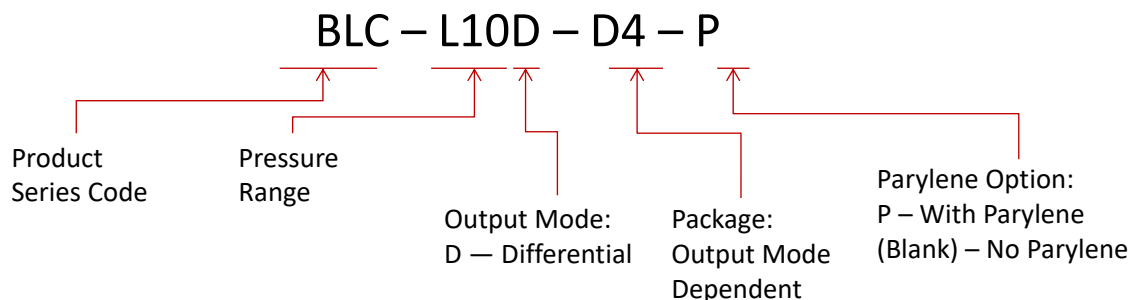 BLC – L10D – D4 – P
Product
Series Code
Pressure
Range
Output Mode:
D — Differential
Package:
Output Mode
Dependent
Parylene Option:
P – With Parylene
(Blank) – No Parylene